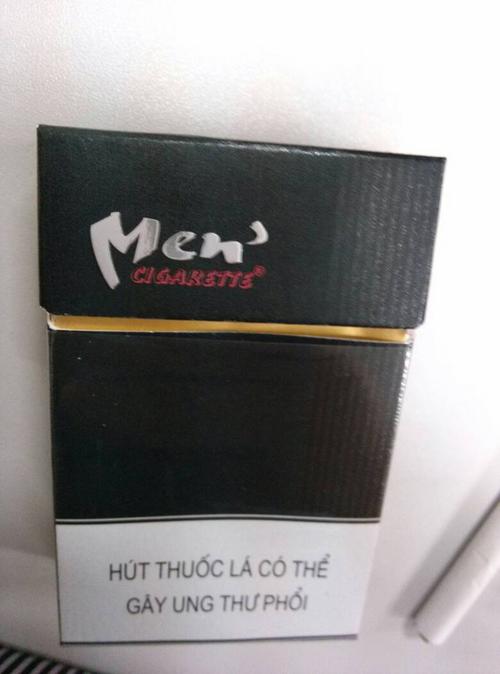 Men'
CIGARETTE®
HÚT THUỐC LÁ CÓ THỂ
GÂY UNG THƯ PHỔI